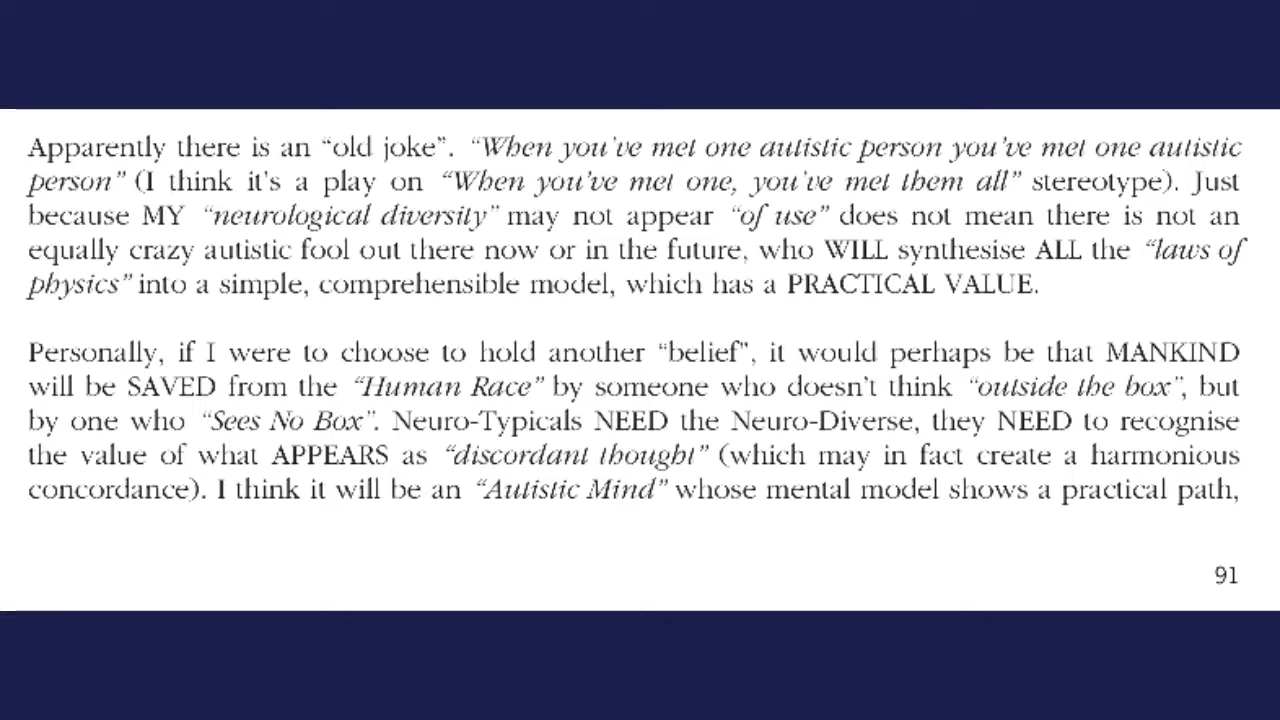 Apparently there is an “old joke”. “When you’ve met one autistic person you’ve met one autistic
person” (I think it’s a play on “When you’ve met one, you’ve met them all” stereotype). Just
because MY “neurological diversity” may not appear “of use” does not mean there is not an
equally crazy autistic fool out there now or in the future, who WILL synthesise ALL the “laws of
physics” into a simple, comprehensible model, which has a PRACTICAL VALUE.
Personally, if I were to choose to hold another “belief”, it would perhaps be that MANKIND
will be SAVED from the “Human Race” by someone who doesn’t think “outside the box”, but
by one who “Sees No Box”. Neuro-Typicals NEED the Neuro-Diverse, they NEED to recognise
the value of what APPEARS as “discordant thought” (which may in fact create a harmonious
concordance). I think it will be an “Autistic Mind” whose mental model shows a practical path,
91